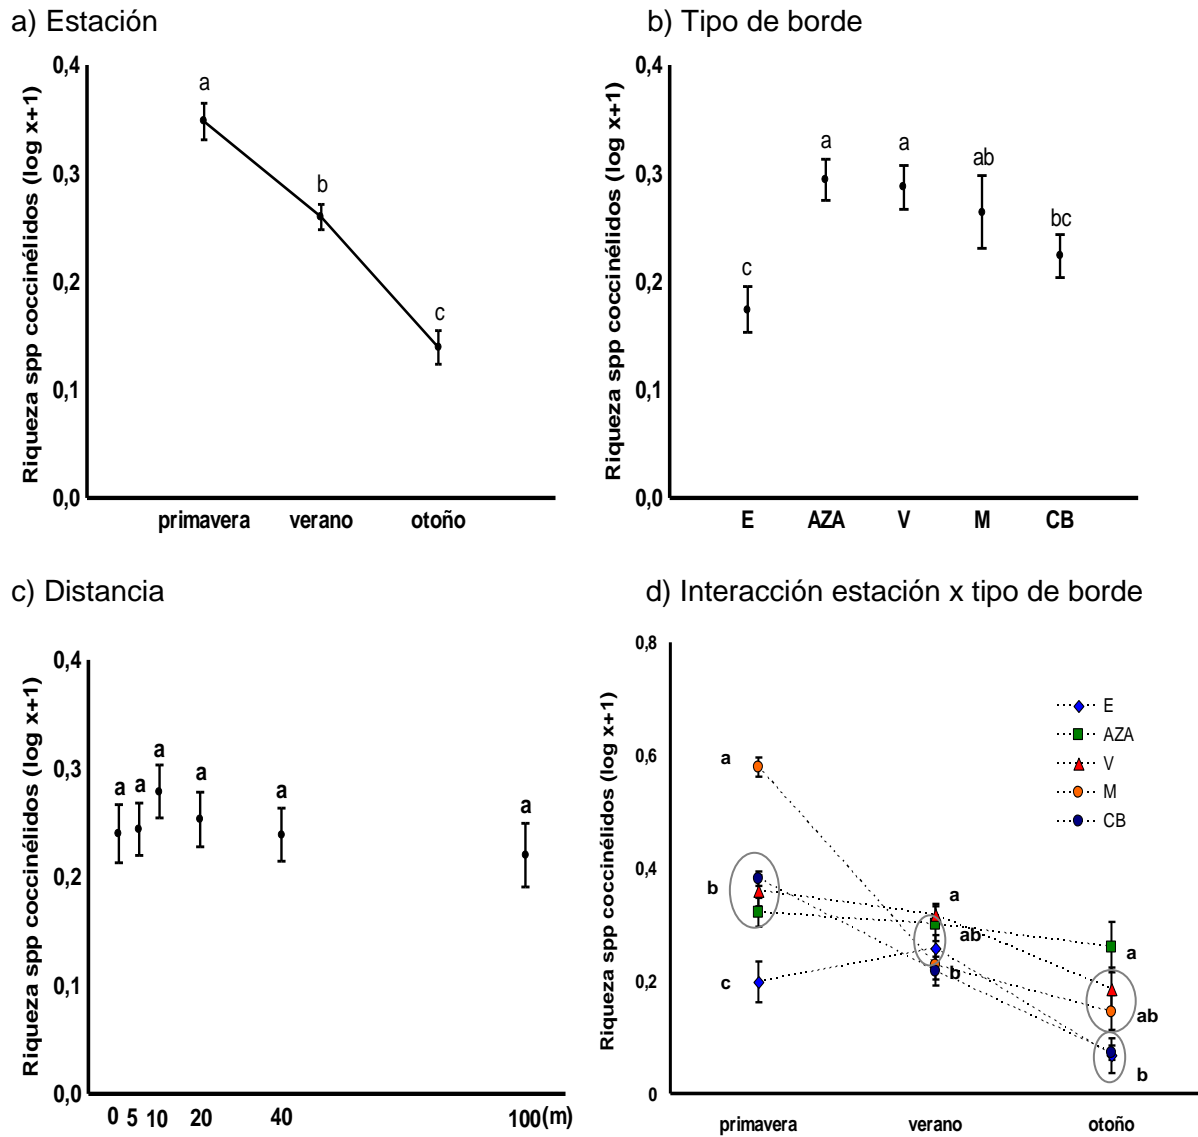 a) Estación
Riqueza spp coccinélidos (log x+1)
0,4
0,3
0,2
0,1
0,0
a
b
c
primavera verano otoño
b) Tipo de borde
Riqueza spp coccinélidos (log x+1)
0,4
0,3
0,2
0,1
0,0
c
a
a
ab
bc
E AZA V M CB
c) Distancia
Riqueza spp coccinélidos (log x+1)
0,4
0,3
0,2
0,1
0,0
a a a a a a
0 5 10 20 40 100(m)
d) Interacción estación x tipo de borde
Riqueza spp coccinélidos (log x+1)
0,8
0,6
0,4
0,2
0
E
AZA
V
M
CB
a
b
c
a
ab
b
a
ab
b
primavera verano otoño